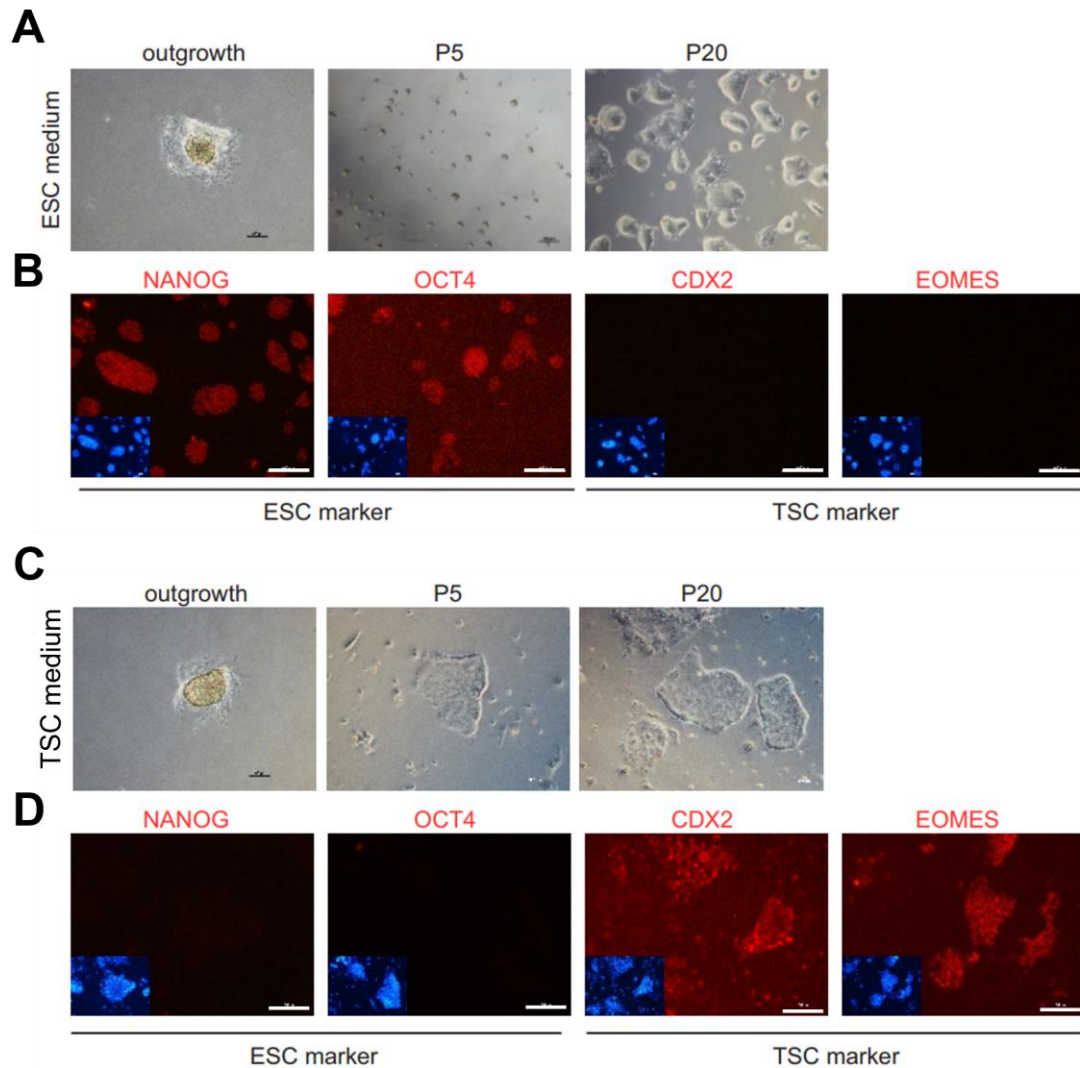 A
outgrowth P5 P20
ESC medium
B
NANOG OCT4 CDX2 EOMES
ESC marker TSC marker
C
outgrowth P5 P20
TSC medium
D
NANOG OCT4 CDX2 EOMES
ESC marker TSC marker